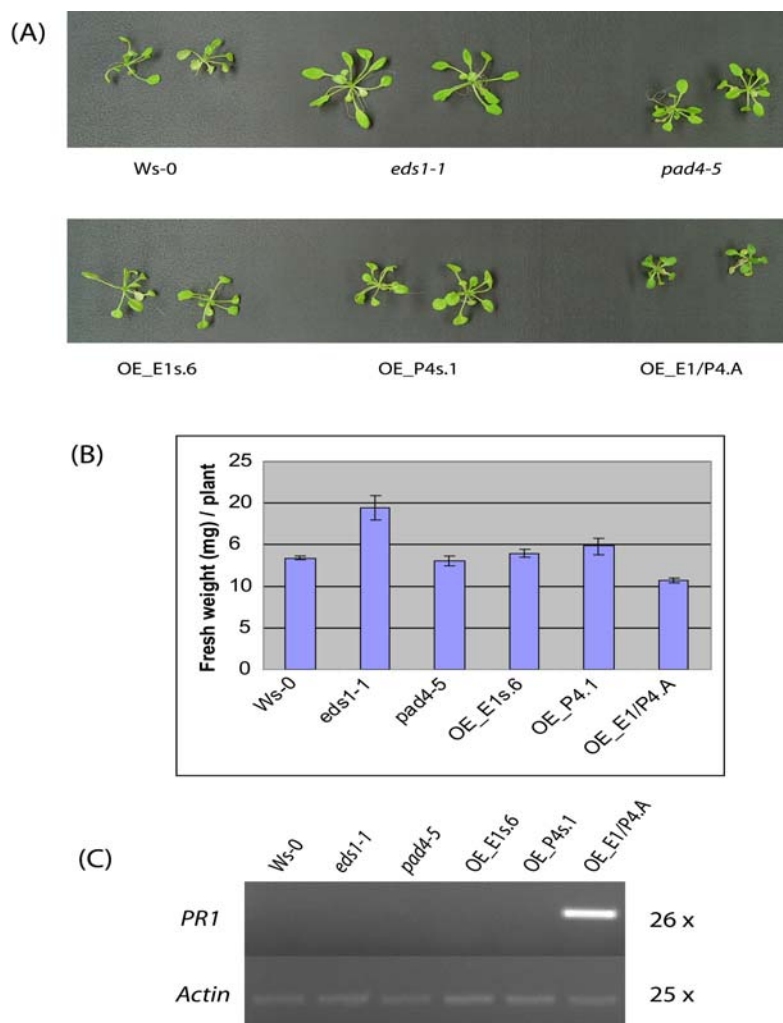 (A)
Ws-0 eds1-1 pad4-5
OE_E1s.6 OE_P4s.1 OE_E1/P4.A
(B)
Fresh weight (mg) / plant
25
20
6
10
5
0
Ws-0 eds1-1 pad4-5 OE_E1s.6 OE_P4.1 OE_E1/P4.A
(C)
Ws-0 eds1-1 pad4-5 OE_E1s.6 OE_P4s.1 OE_E1/P4.A
PR1 26 x
Actin 25 x